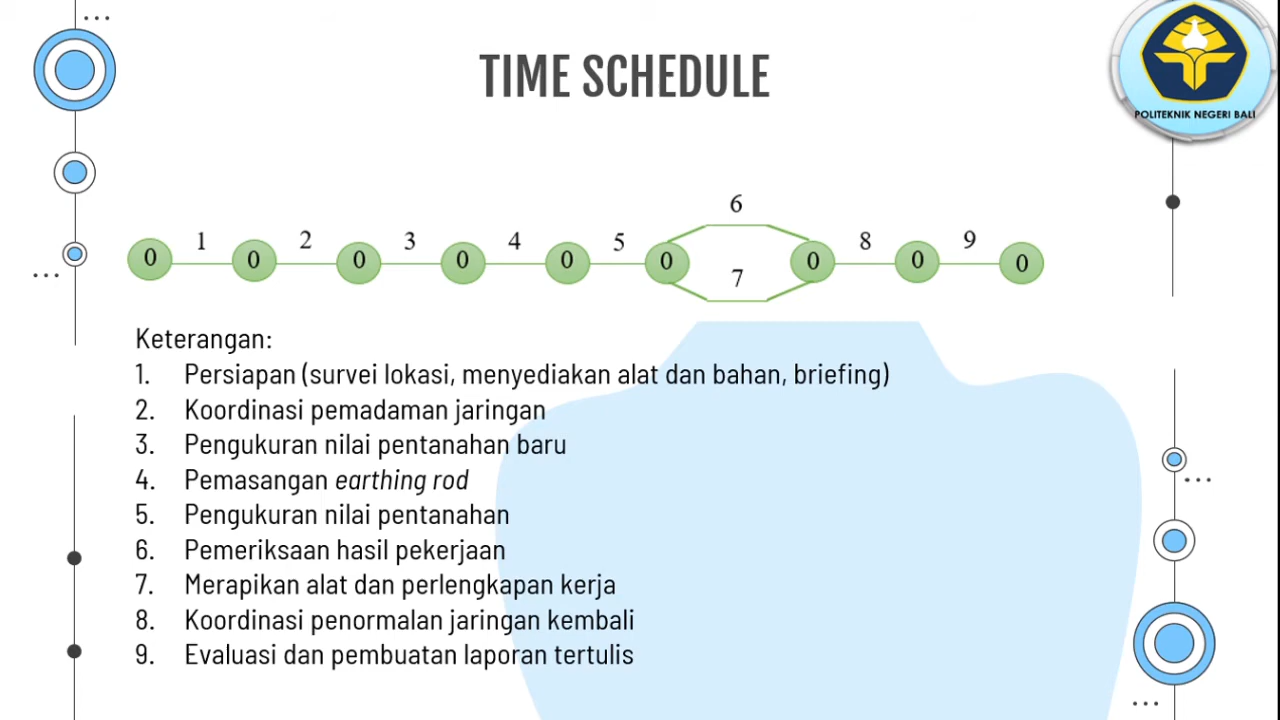 TIME SCHEDULE
POLITEKNIK NEGERI BALI
6
1 2 3 4 5 8 9
0 0 0 0 0 0 0 0 0
7
Keterangan:
1. Persiapan (survei lokasi, menyediakan alat dan bahan, briefing)
2. Koordinasi pemadaman jaringan
3. Pengukuran nilai pentanahan baru
4. Pemasangan earthing rod
5. Pengukuran nilai pentanahan
6. Pemeriksaan hasil pekerjaan
7. Merapikan alat dan perlengkapan kerja
8. Koordinasi penormalan jaringan kembali
9. Evaluasi dan pembuatan laporan tertulis